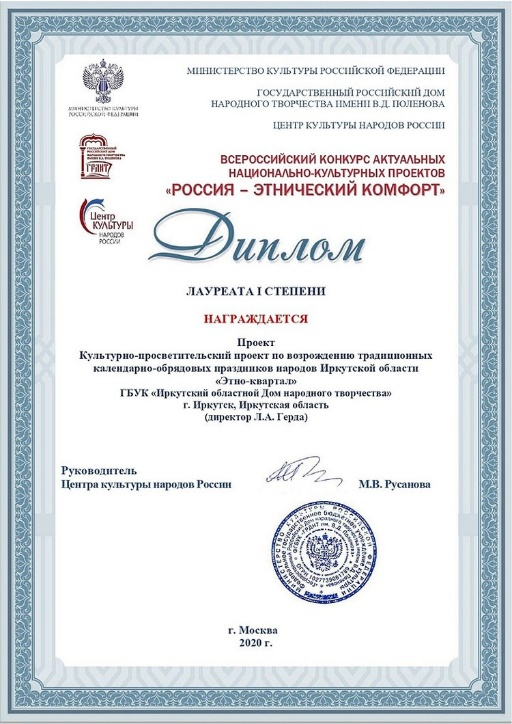 МИНИСТЕРСТВО КУЛЬТУРЫ
РОССИЙСКОЙ ФЕДЕРАЦИИ
МИНИСТЕРСТВО КУЛЬТУРЫ РОССИЙСКОЙ ФЕДЕРАЦИИ
ГОСУДАРСТВЕННЫЙ РОССИЙСКИЙ ДОМ
НАРОДНОГО ТВОРЧЕСТВА ИМЕНИ В.Д. ПОЛЕНОВА
ЦЕНТР КУЛЬТУРЫ НАРОДОВ РОССИИ
ГРДНТ
ВСЕРОССИЙСКИЙ КОНКУРС АКТУАЛЬНЫХ
НАЦИОНАЛЬНО-КУЛЬТУРНЫХ ПРОЕКТОВ
«РОССИЯ – ЭТНИЧЕСКИЙ КОМФОРТ»
Центр
КУЛЬТУРЫ
НАРОДОВ
РОССИИ
Диплом
ЛАУРЕАТА I СТЕПЕНИ
НАГРАЖДАЕТСЯ
Проект
Культурно-просветительский проект по возрождению традиционных
календарно-обрядовых праздников народов Иркутской области
«Этно-квартал»
ГБУК «Иркутский областной Дом народного творчества»
г. Иркутск, Иркутская область
(директор Л.А. Герда)
Руководитель
Центра культуры народов России
М.В. Русанова
г. Москва
2020 г.